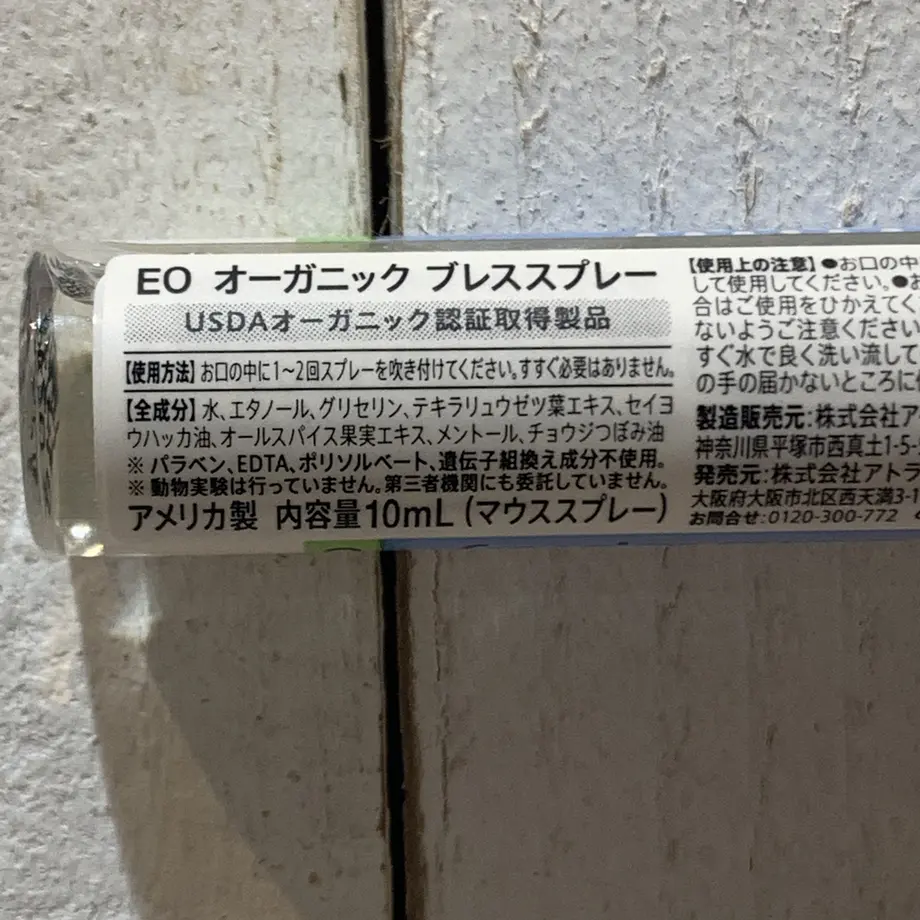 EO オーガニック ブレススプレー
USDAオーガニック認証取得製品
【使用方法】お口の中に1〜2回スプレーを吹き付けてください。すすぐ必要はありません。
【全成分】水、エタノール、グリセリン、テキラリュウゼツ葉エキス、セイヨ
ウハッカ油、オールスパイス果実エキス、メントール、チョウジつぼみ油
※ パラベン、EDTA、ポリソルベート、遺伝子組換え成分不使用。
※ 動物実験は行っていません。第三者機関にも委託していません。
アメリカ製 内容量10mL（マウススプレー）
【使用上の注意】●お口の中
して使用してください。●お
合はご使用をひかえてく
ないようご注意ください
すぐ水で良く洗い流して
の手の届かないところに
製造販売元：株式会社ア
神奈川県平塚市西真土1-5-
発売元：株式会社アトラ
大阪府大阪市北区西天満3-1
お問合せ：0120-300-772